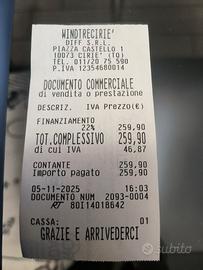 WINDTRECIRIE'
DIFF S.R.L.
PIAZZA CASTELLO 1
10073 CIRIE' (TO)
TEL. 011/20 75 590
P.IVA 12354680014
DOCUMENTO COMMERCIALE
di vendita o prestazione
DESCRIZ. IVA Prezzo(€)
FINANZIAMENTO
22% 259,90
TOT.COMPLESSIVO 259,90
di cui IVA 46,87
CONTANTE 259,90
Importo pagato 259,90
05-11-2025 16:03
DOCUMENTO NUM 2093-0004
RT 80I14018642
CASSA: 01
GRAZIE E ARRIVEDERCI
subito